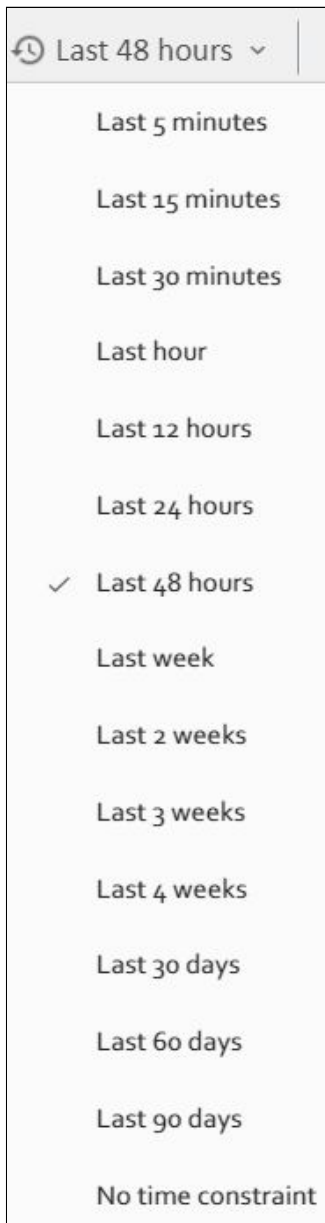 Last 48 hours
Last 5 minutes
Last 15 minutes
Last 30 minutes
Last hour
Last 12 hours
Last 24 hours
Last 48 hours
Last week
Last 2 weeks
Last 3 weeks
Last 4 weeks
Last 30 days
Last 60 days
Last 90 days
No time constraint